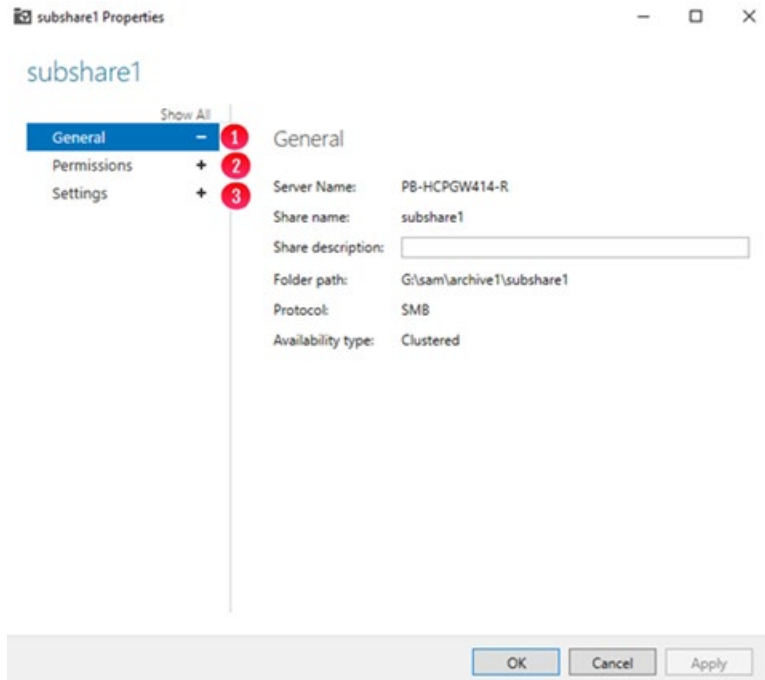 subshare1 Properties
subshare1
Show All
General
Permissions
Settings
1
2
3
General
Server Name: PB-HCPGW414-R
Share name: subshare1
Share description:
Folder path: G:\sam\archive1\subshare1
Protocol: SMB
Availability type: Clustered
OK Cancel Apply